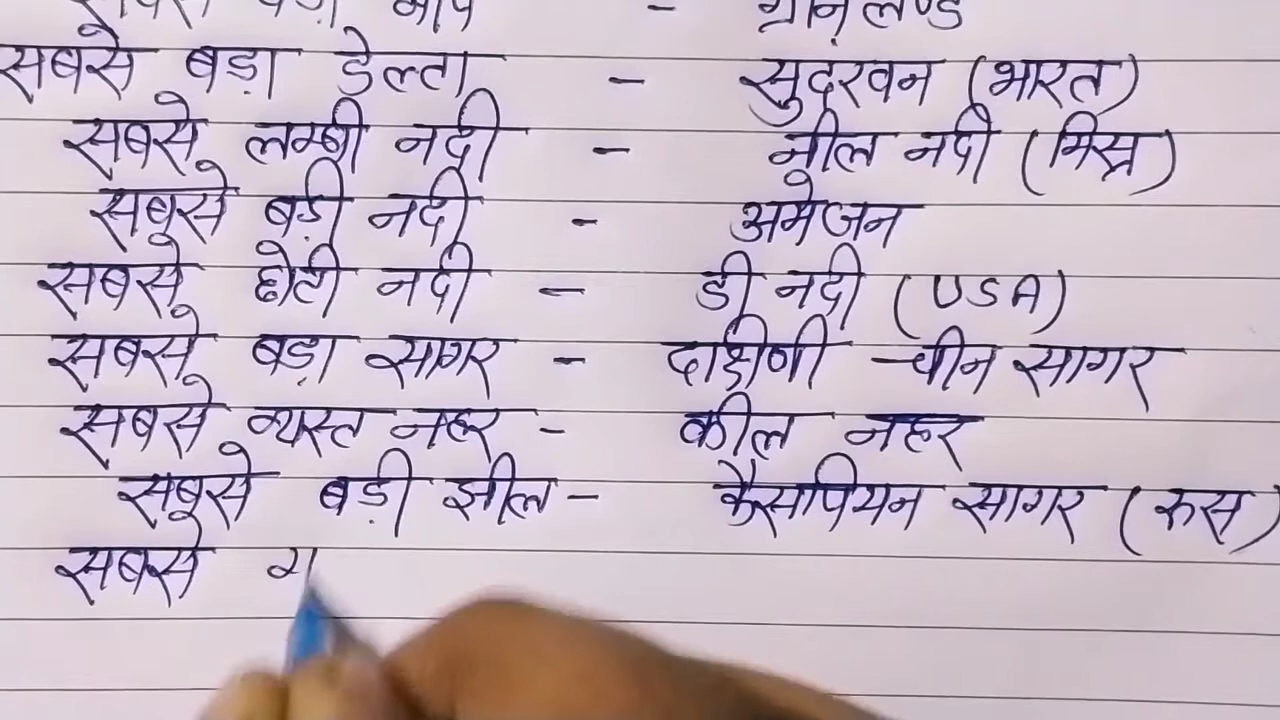 ग्रीनलैण्ड
सबसे बड़ा डेल्टा - सुदरवन (भारत)
सबसे लम्बी नदी - नील नदी (मिस्र)
सबसे बड़ी नदी - अमेजन
सबसे छोटी नदी - डी नदी (USA)
सबसे बड़ा सागर - दाक्षीणी चीन सागर
सबसे व्यस्त नहर - कील नहर
सबसे बड़ी झील - कैसपियन सागर (रुस)
सबसे ग